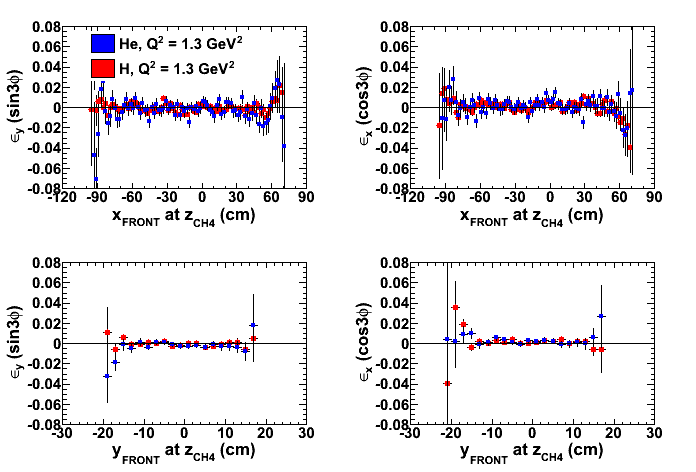 0.08
0.06
0.04
0.02
0
-0.02
-0.04
-0.06
-0.08
ϵy (sin3ϕ)
He, Q² = 1.3 GeV²
H, Q² = 1.3 GeV²
-120 -90 -60 -30 0 30 60 90
xFRONT at zCH4 (cm)
0.08
0.06
0.04
0.02
0
-0.02
-0.04
-0.06
-0.08
ϵx (cos3ϕ)
-120 -90 -60 -30 0 30 60 90
xFRONT at zCH4 (cm)
0.08
0.06
0.04
0.02
0
-0.02
-0.04
-0.06
-0.08
ϵy (sin3ϕ)
-30 -20 -10 0 10 20 30
yFRONT at zCH4 (cm)
0.08
0.06
0.04
0.02
0
-0.02
-0.04
-0.06
-0.08
ϵx (cos3ϕ)
-30 -20 -10 0 10 20 30
yFRONT at zCH4 (cm)